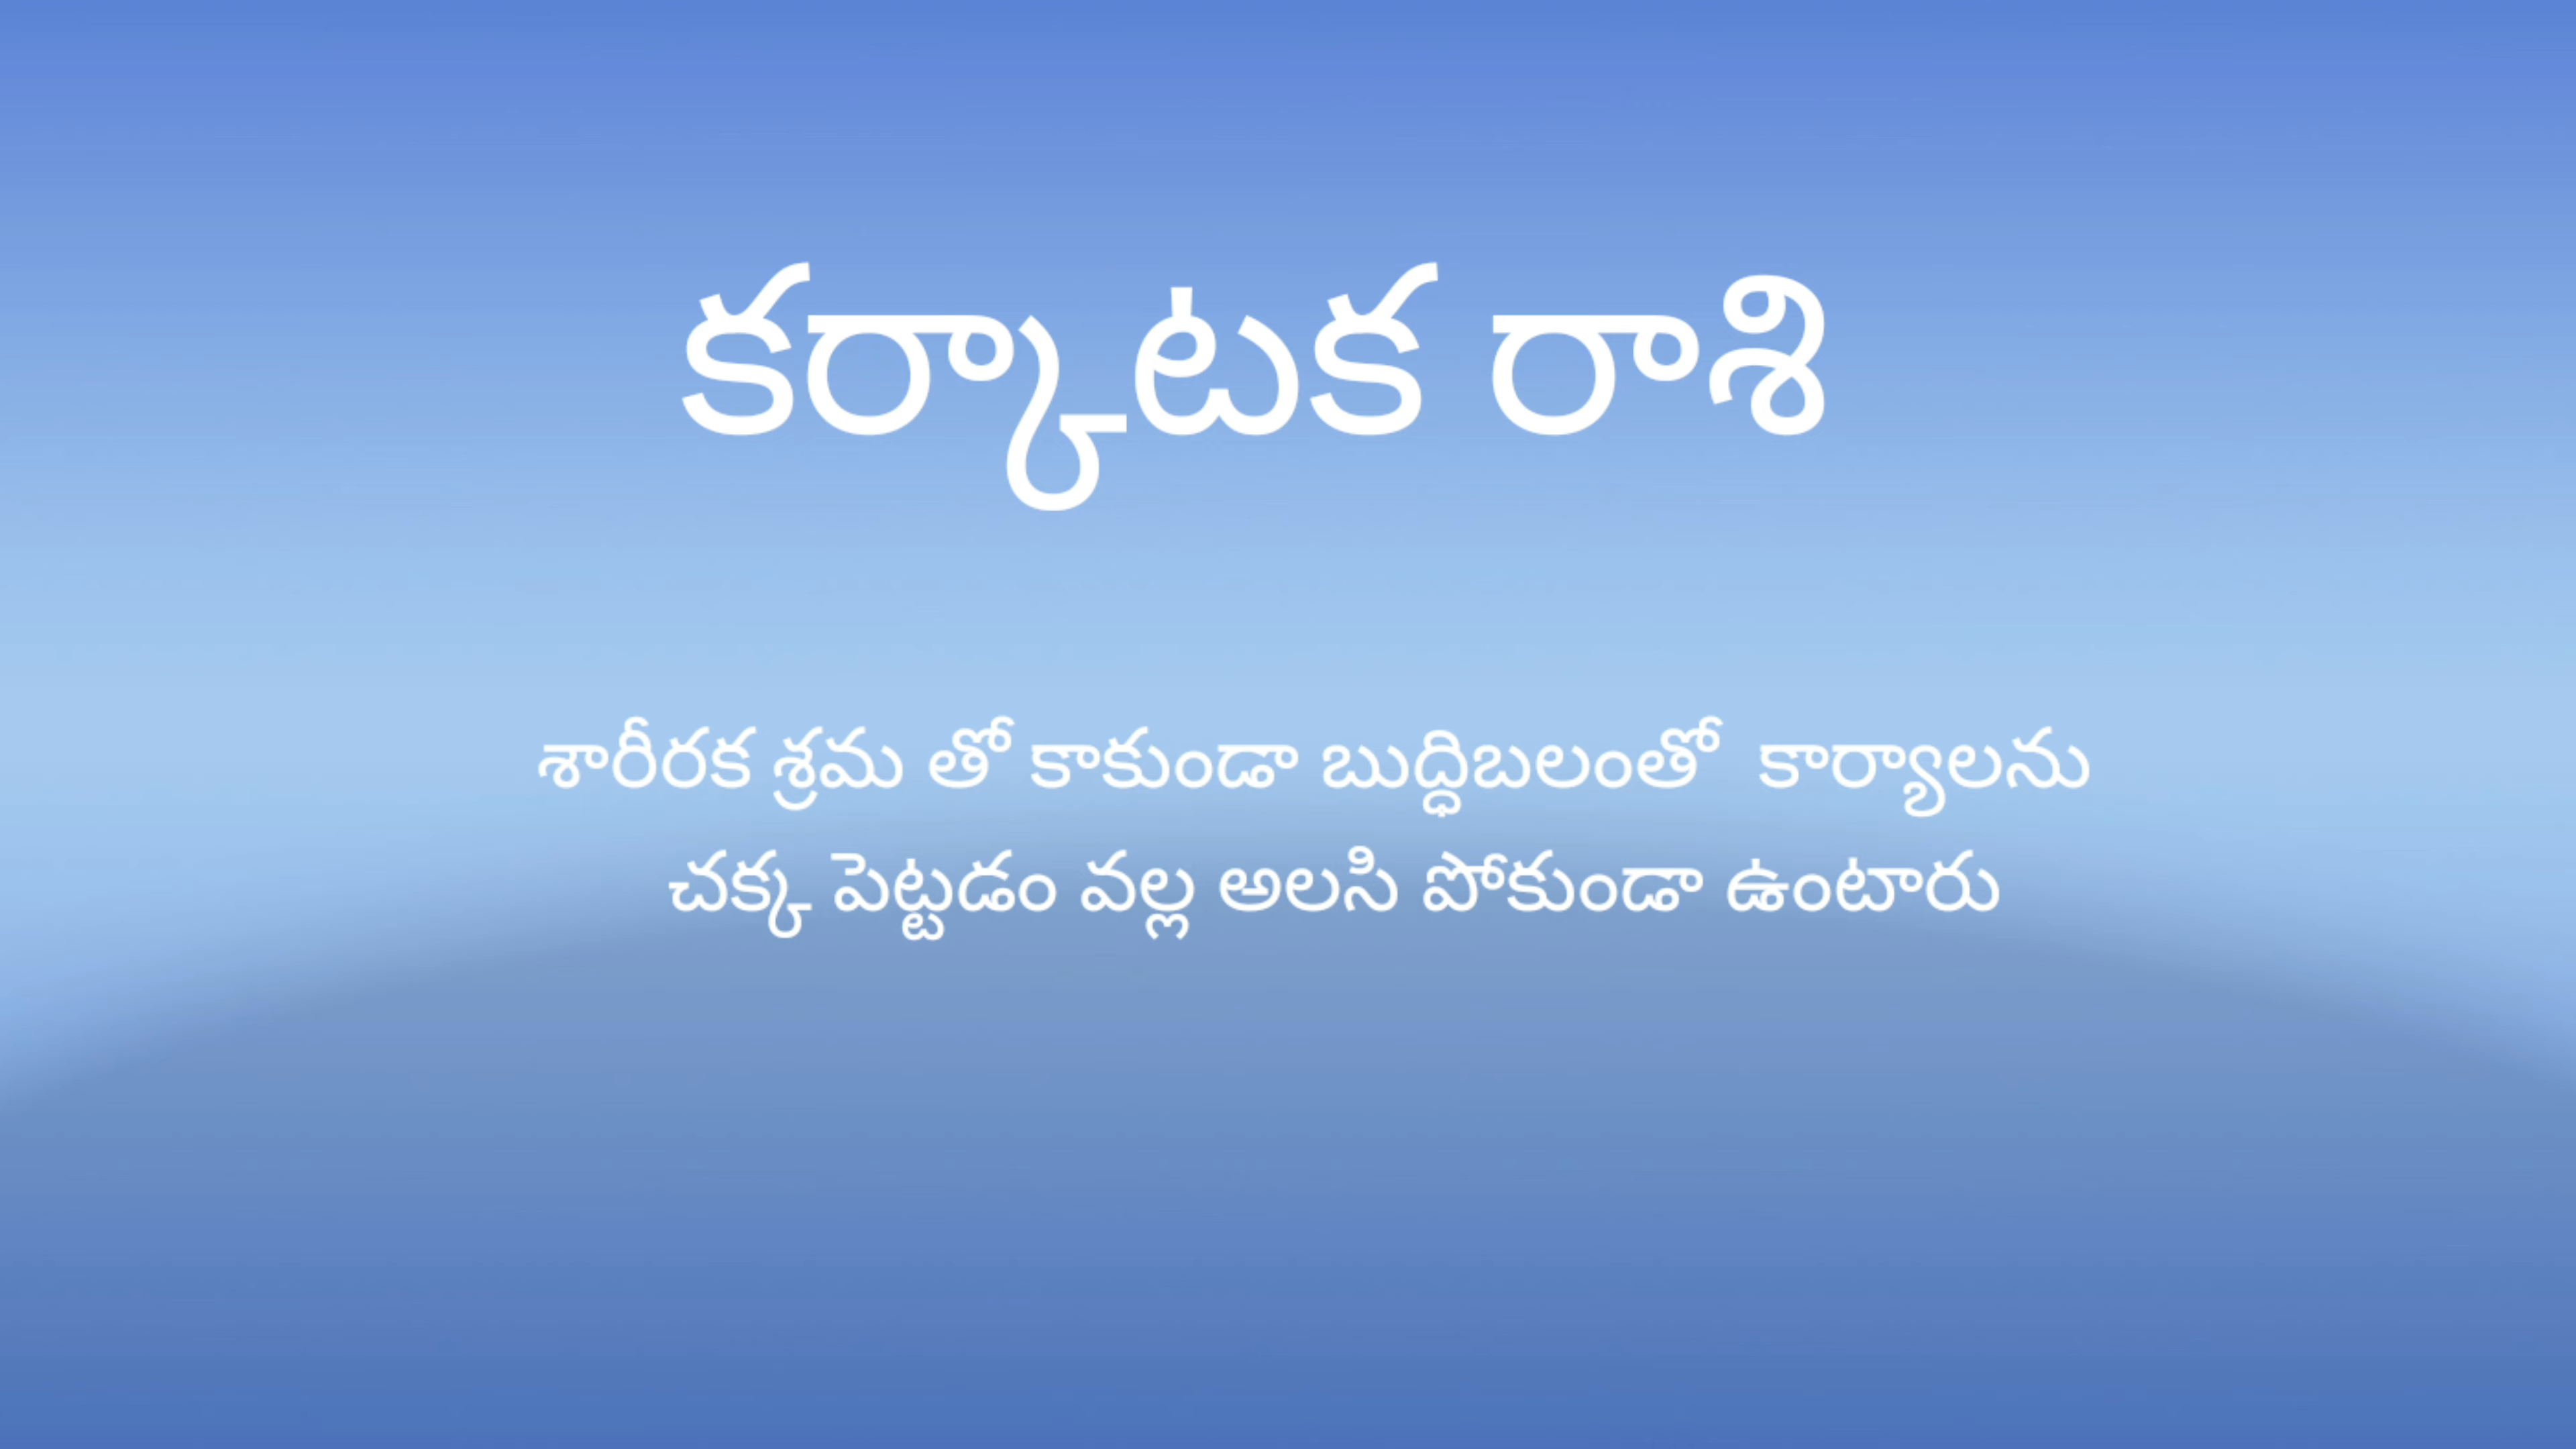 కర్కాటక రాశి
శారీరక శ్రమ తో కాకుండా బుద్ధిబలంతో  కార్యాలను
చక్క పెట్టడం వల్ల అలసి పోకుండా ఉంటారు